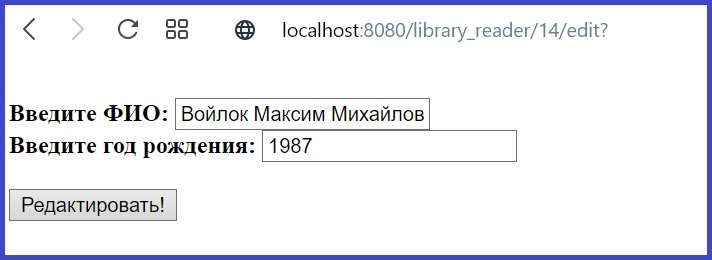 localhost:8080/library_reader/14/edit?
Введите ФИО: Войлок Максим Михайлов
Введите год рождения: 1987
Редактировать!